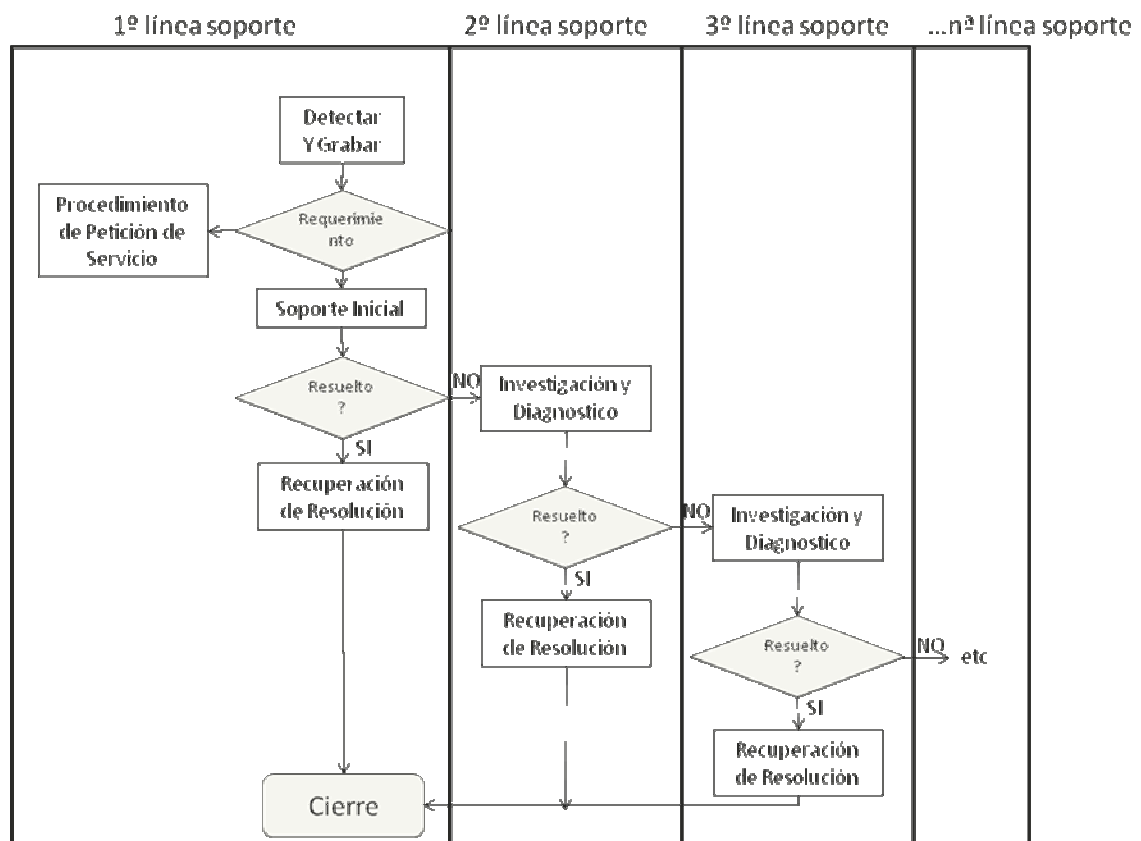 1º línea soporte
2º línea soporte
3º línea soporte
...nª línea soporte
Detectar
Y Grabar
Procedimiento
de Petición de
Servicio
Requerimie
nto
Soporte Inicial
Resuelto
?
NO
SI
Investigación y
Diagnostico
Recuperación
de Resolución
Resuelto
?
NO
SI
Investigación y
Diagnostico
Recuperación
de Resolución
Resuelto
?
NO
etc
SI
Recuperación
de Resolución
Cierre